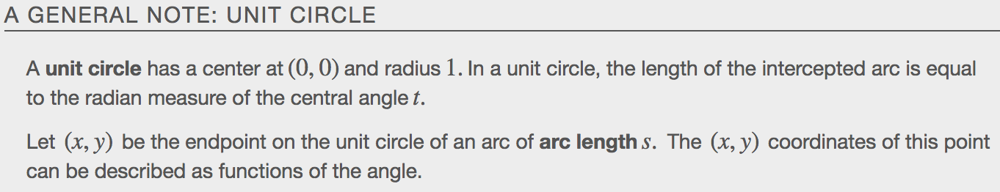 A GENERAL NOTE: UNIT CIRCLE
A unit circle has a center at (0, 0) and radius 1. In a unit circle, the length of the intercepted arc is equal
to the radian measure of the central angle t.
Let (x, y) be the endpoint on the unit circle of an arc of arc length s. The (x, y) coordinates of this point
can be described as functions of the angle.